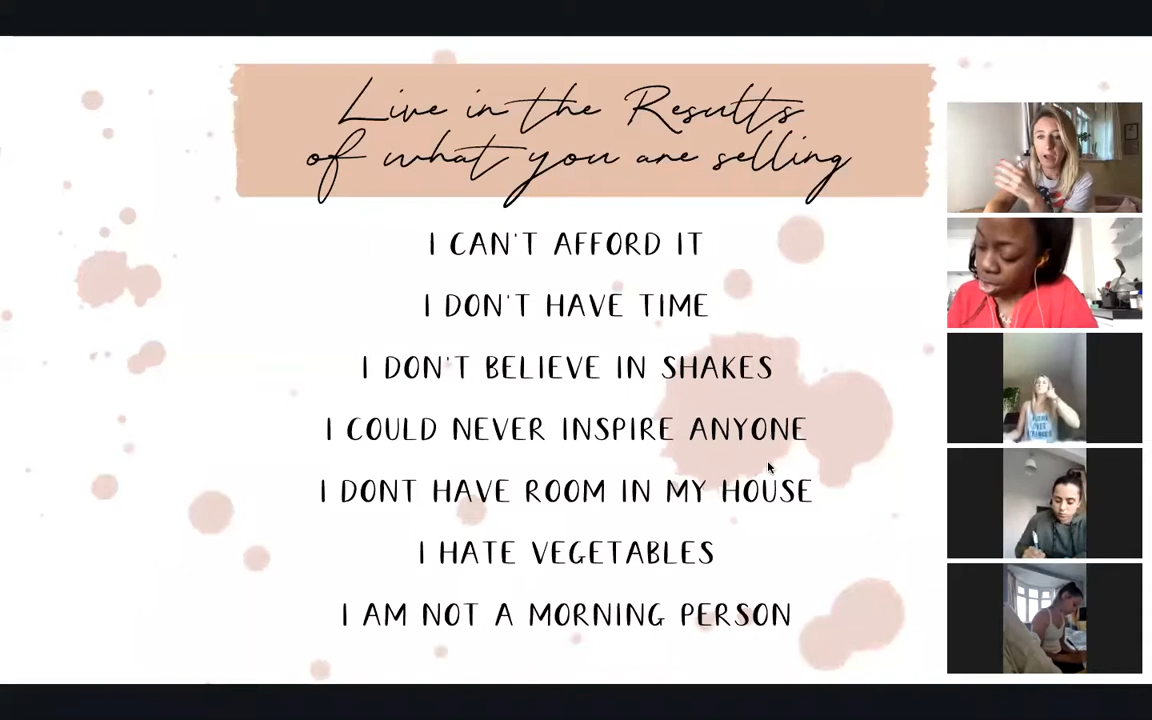 Live in the Results
of what you are selling
I CAN'T AFFORD IT
I DON'T HAVE TIME
I DON'T BELIEVE IN SHAKES
I COULD NEVER INSPIRE ANYONE
I DONT HAVE ROOM IN MY HOUSE
I HATE VEGETABLES
I AM NOT A MORNING PERSON